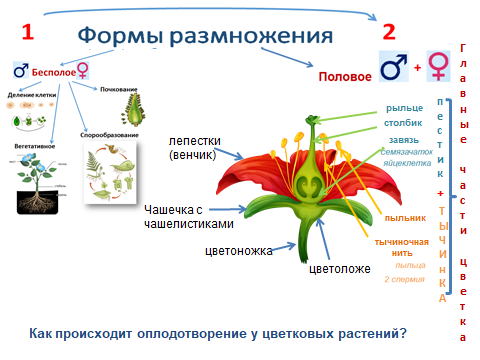 1
Формы размножения
2
♂ Бесполое ♀
Половое ♂ + ♀
Деление клетки
Почкование
Вегетативное
Спорообразование
лепестки
(венчик)
Чашечка с
чашелистиками
цветоножка
цветоложе
рыльце
столбик
завязь
семязачаток
яйцеклетка
пыльник
тычиночная
нить
пыльца
2 спермия
пестик + ТЫЧИНКА
Главные части цветка
Как происходит оплодотворение у цветковых растений?